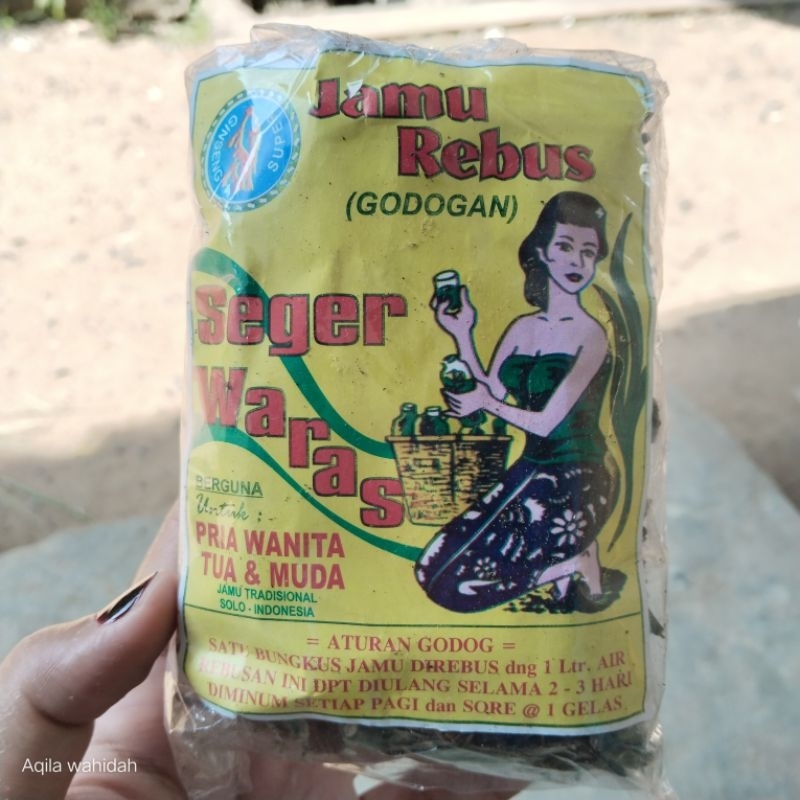 SUPER
GINSENG
Jamu
Rebus
(GODOGAN)
Seger
Waras
BERGUNA
Untuk :
PRIA WANITA
TUA & MUDA
JAMU TRADISIONAL
SOLO - INDONESIA
= ATURAN GODOG =
SATU BUNGKUS JAMU DIREBUS dng 1 Ltr. AIR
REBUSAN INI DPT DIULANG SELAMA 2 - 3 HARI
DIMINUM SETIAP PAGI dan SORE @ 1 GELAS.
Aqila wahidah